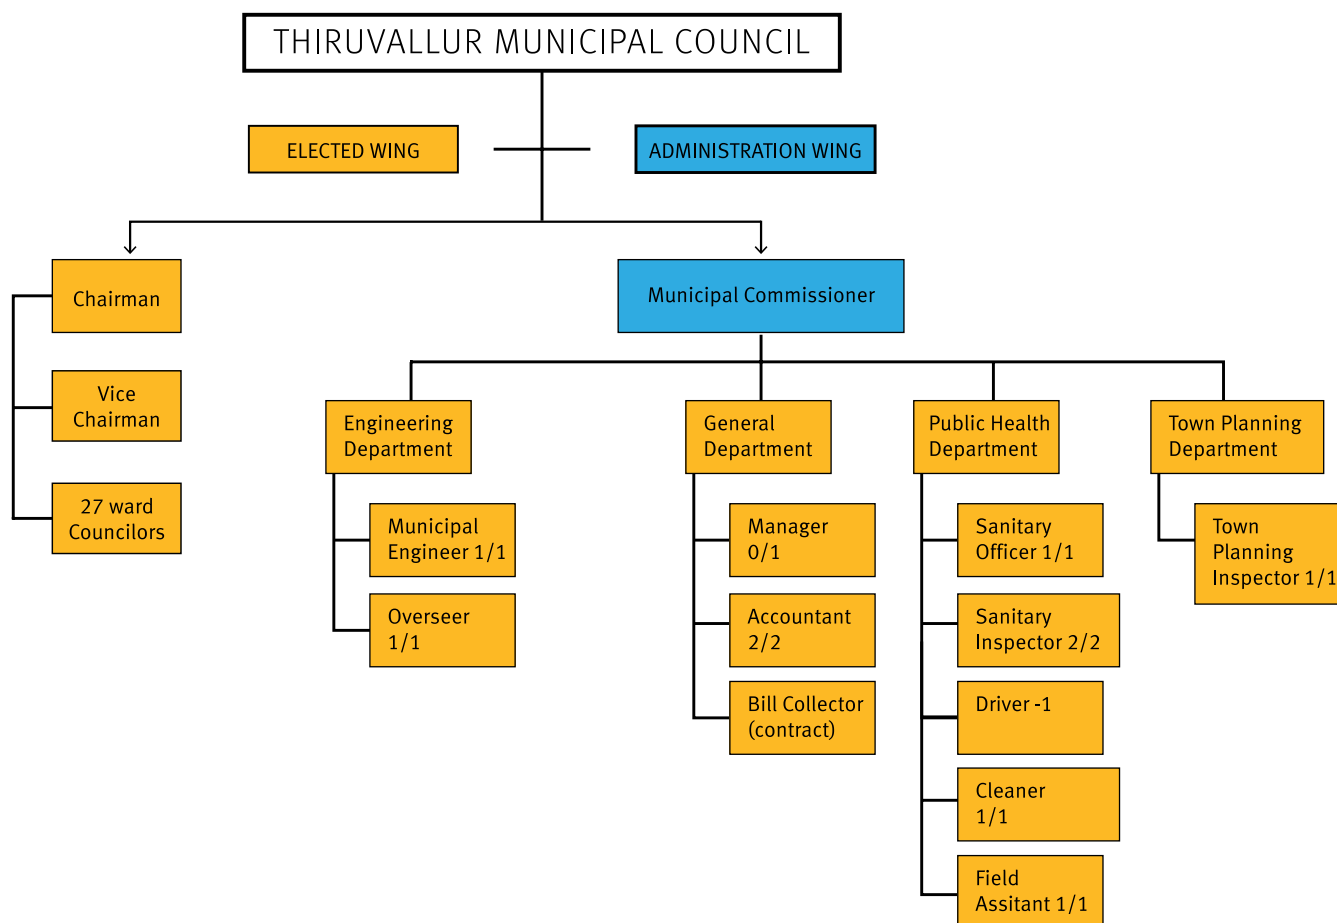 THIRUVALLUR MUNICIPAL COUNCIL
ELECTED WING
ADMINISTRATION WING
Chairman
Municipal Commissioner
Vice
Chairman
27 ward
Councilors
Engineering
Department
Municipal
Engineer 1/1
Overseer
1/1
General
Department
Manager
0/1
Accountant
2/2
Bill Collector
(contract)
Public Health
Department
Sanitary
Officer 1/1
Sanitary
Inspector 2/2
Driver -1
Cleaner
1/1
Field
Assitant 1/1
Town Planning
Department
Town
Planning
Inspector 1/1